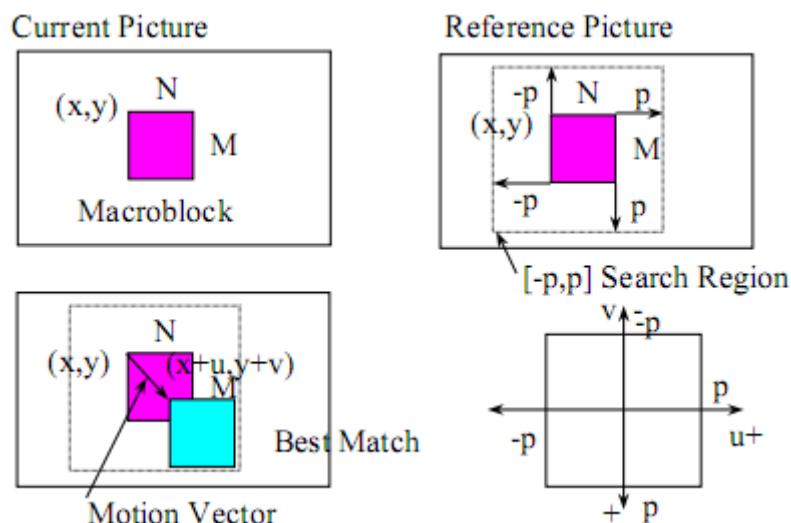 Current Picture
N
(x,y)
M
Macroblock
Reference Picture
-p N p
(x,y)
M
-p
p
[-p,p] Search Region
N
(x,y) (x+u,y+v)
M
Best Match
Motion Vector
v -
-p
p
-p u+
+ p